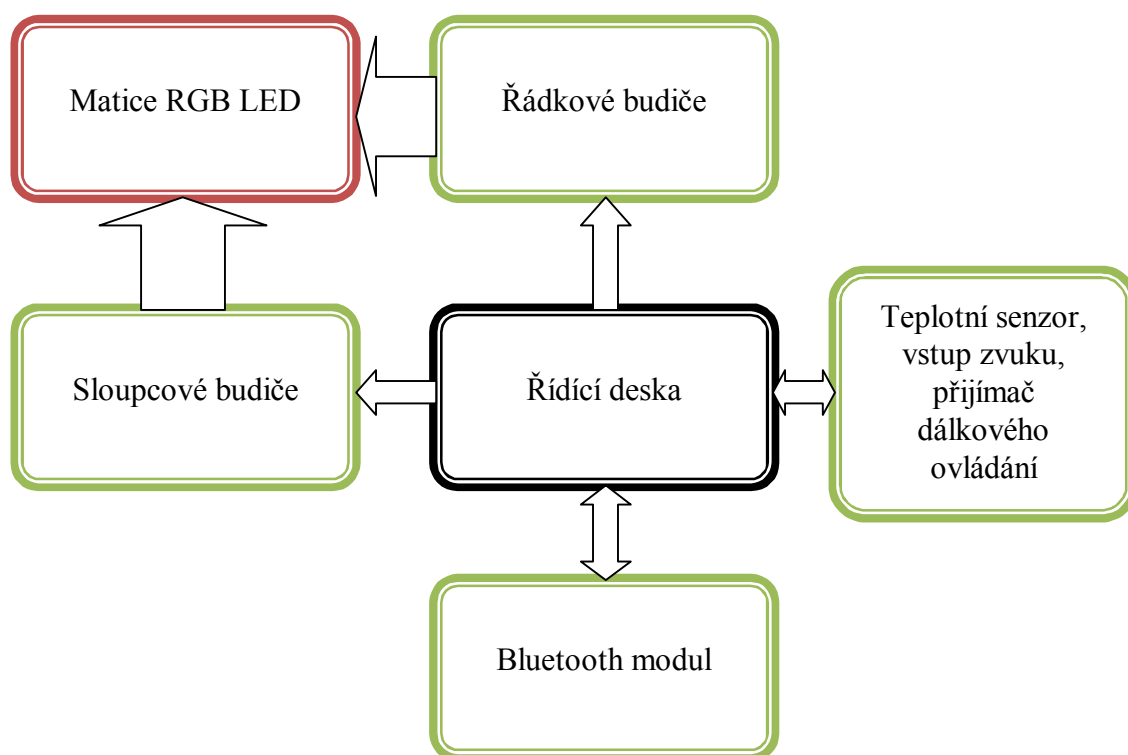 Matice RGB LED
Řádkové budiče
Sloupcové budiče
Řídící deska
Teplotní senzor,
vstup zvuku,
přijímač
dálkového
ovládání
Bluetooth modul